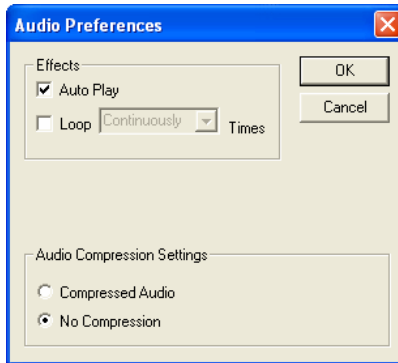 Audio Preferences
Effects
OK
Auto Play
Cancel
Loop Continuously Times
Audio Compression Settings
Compressed Audio
No Compression